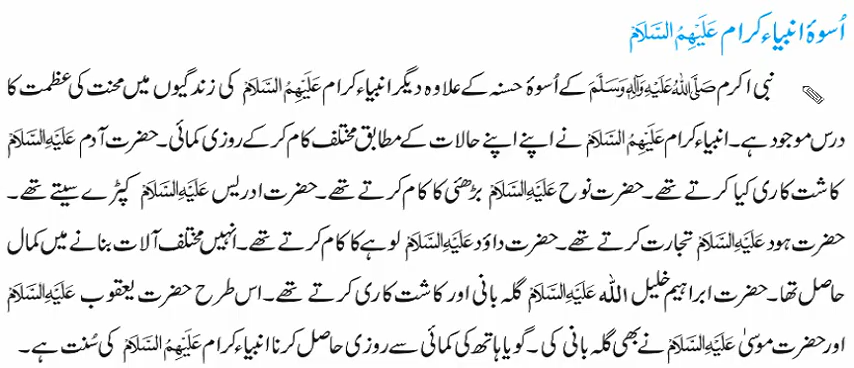 اُسوۂ انبیاء کرام عَلَیْہِمُ السَّلَامُ
نبی اکرم صَلَّی اللہُ عَلَیْہِ وَآلِہٖ وَسَلَّمَ کے اُسوۂ حسنہ کے علاوہ دیگر انبیاء کرام عَلَیْہِمُ السَّلَامُ کی زندگیوں میں محنت کی عظمت کا
درس موجود ہے۔ انبیاء کرام عَلَیْہِمُ السَّلَامُ نے اپنے اپنے حالات کے مطابق مختلف کام کر کے روزی کمائی۔ حضرت آدم عَلَیْہِ السَّلَامُ
کاشت کاری کیا کرتے تھے۔ حضرت نوح عَلَیْہِ السَّلَامُ بڑھئی کا کام کرتے تھے۔ حضرت ادریس عَلَیْہِ السَّلَامُ کپڑے سیتے تھے۔
حضرت ہود عَلَیْہِ السَّلَامُ تجارت کرتے تھے۔ حضرت داؤد عَلَیْہِ السَّلَامُ لوہے کا کام کرتے تھے۔ انہیں مختلف آلات بنانے میں کمال
حاصل تھا۔ حضرت ابراہیم خلیل اللہ عَلَیْہِ السَّلَامُ گلہ بانی اور کاشت کاری کرتے تھے۔ اس طرح حضرت یعقوب عَلَیْہِ السَّلَامُ
اور حضرت موسیٰ عَلَیْہِ السَّلَامُ نے بھی گلہ بانی کی۔ گویا ہاتھ کی کمائی سے روزی حاصل کرنا انبیاء کرام عَلَیْہِمُ السَّلَامُ کی سُنت ہے۔